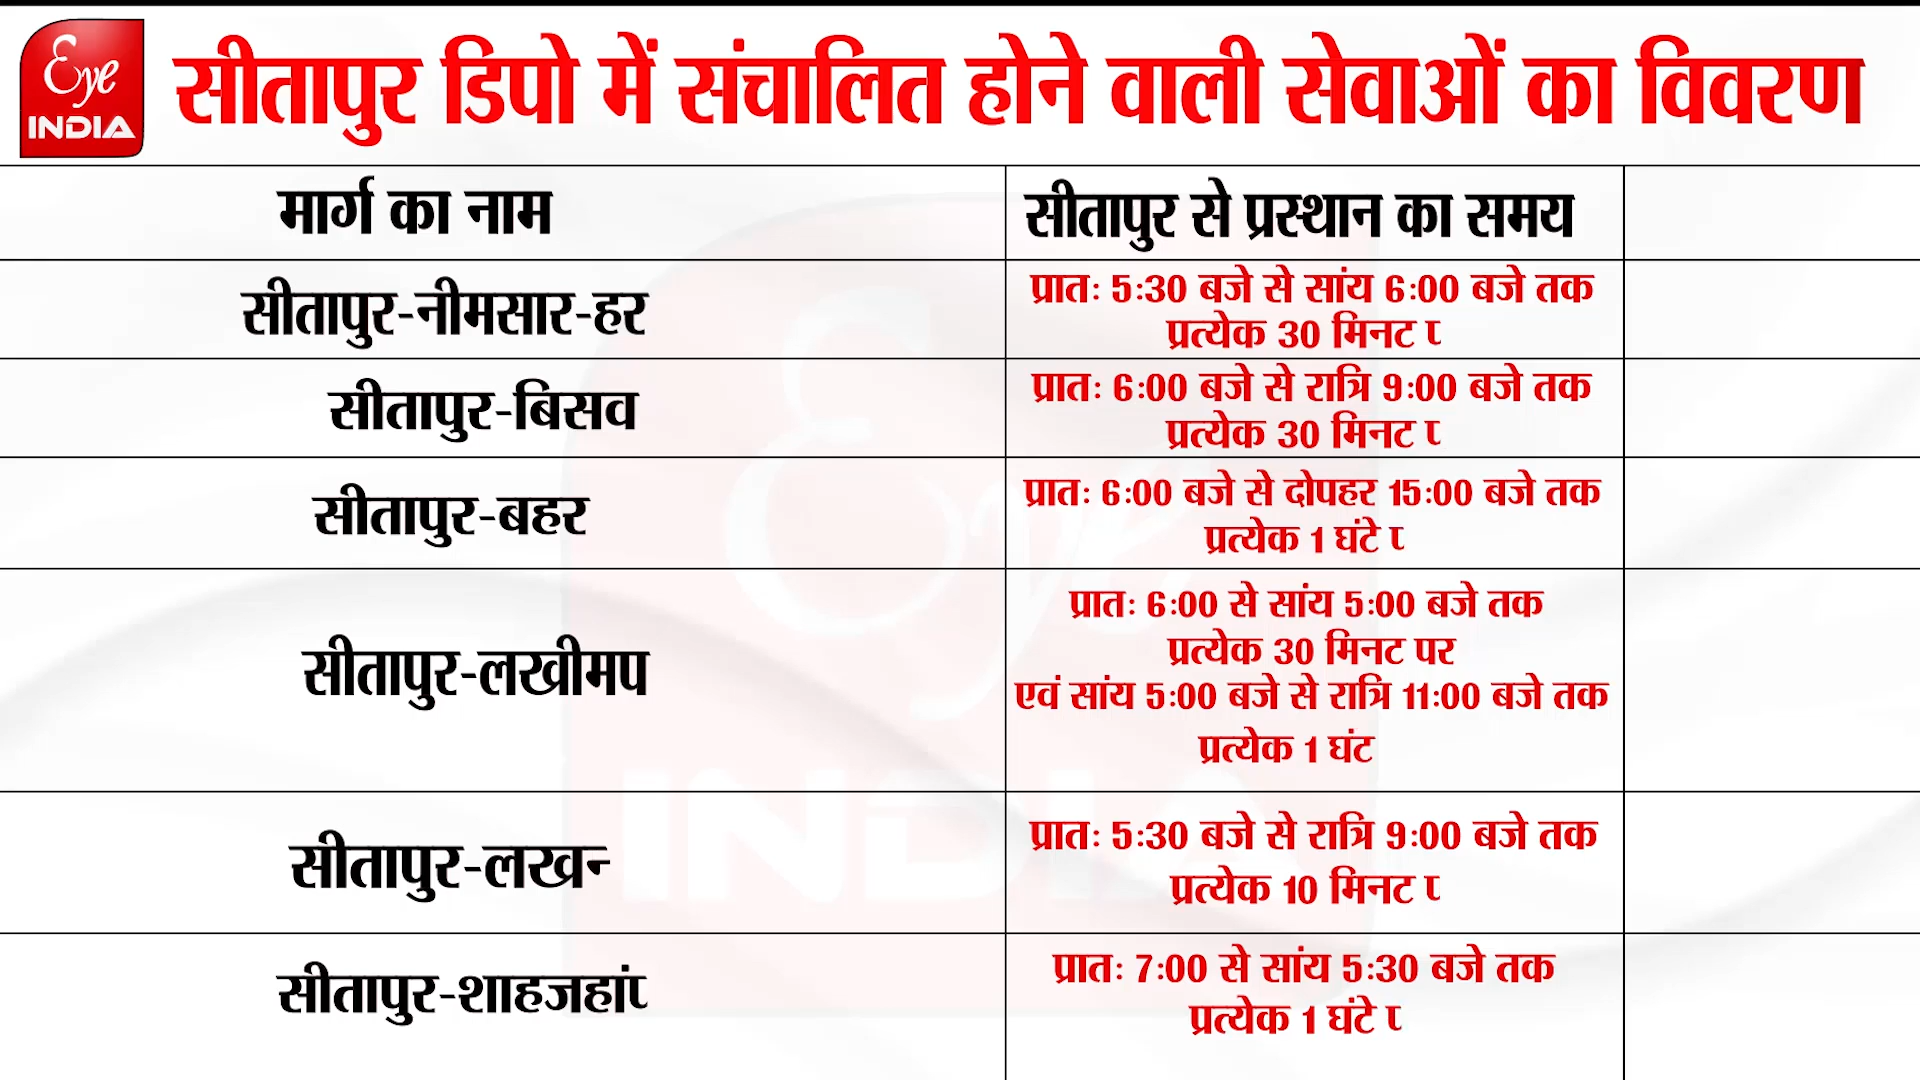 Eye
INDIA
सीतापुर डिपो में संचालित होने वाली सेवाओं का विवरण
मार्ग का नाम
सीतापुर से प्रस्थान का समय
सीतापुर-नीमसार-हर
प्रातः 5:30 बजे से सांय 6:00 बजे तक
प्रत्येक 30 मिनट
सीतापुर-बिसव
प्रातः 6:00 बजे से रात्रि 9:00 बजे तक
प्रत्येक 30 मिनट
सीतापुर-बहर
प्रातः 6:00 बजे से दोपहर 15:00 बजे तक
प्रत्येक 1 घंटे
सीतापुर-लखीमप
प्रातः 6:00 से सांय 5:00 बजे तक
प्रत्येक 30 मिनट पर
एवं सांय 5:00 बजे से रात्रि 11:00 बजे तक
प्रत्येक 1 घंट
सीतापुर-लखन्
प्रातः 5:30 बजे से रात्रि 9:00 बजे तक
प्रत्येक 10 मिनट
सीतापुर-शाहजहां
प्रातः 7:00 से सांय 5:30 बजे तक
प्रत्येक 1 घंटे